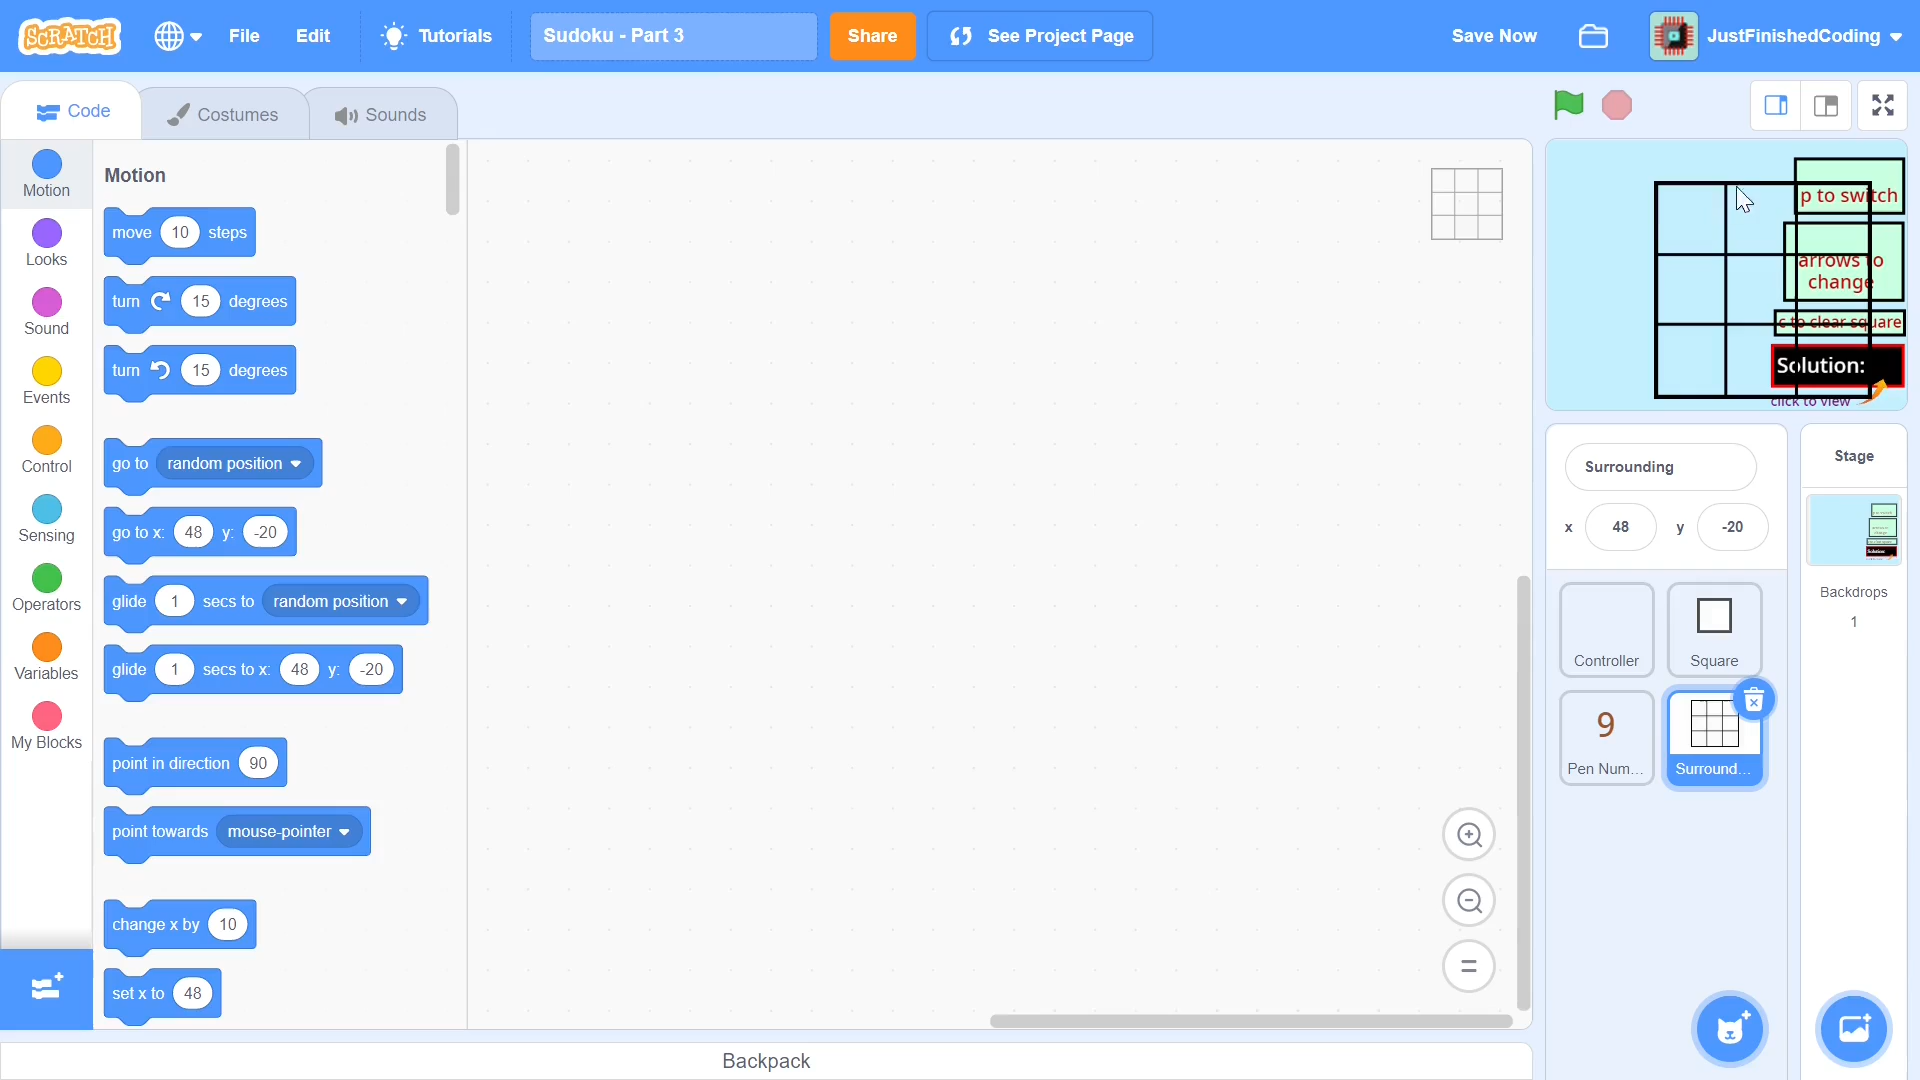 SCRATCH
File
Edit
Tutorials
Sudoku - Part 3
Share
See Project Page
Save Now
JustFinishedCoding
Code
Costumes
Sounds
Motion
Looks
Sound
Events
Control
Sensing
Operators
Variables
My Blocks
Motion
move 10 steps
turn 15 degrees
turn 15 degrees
go to random position
go to x: 48 y: -20
glide 1 secs to random position
glide 1 secs to x: 48 y: -20
point in direction 90
point towards mouse-pointer
change x by 10
set x to 48
p to switch
arrows to
change
c to clear square
Solution:
click to view
Surrounding
x 48 y -20
Controller
Square
9
Pen Num...
Surround...
Stage
Solution:
Backdrops
1
Backpack